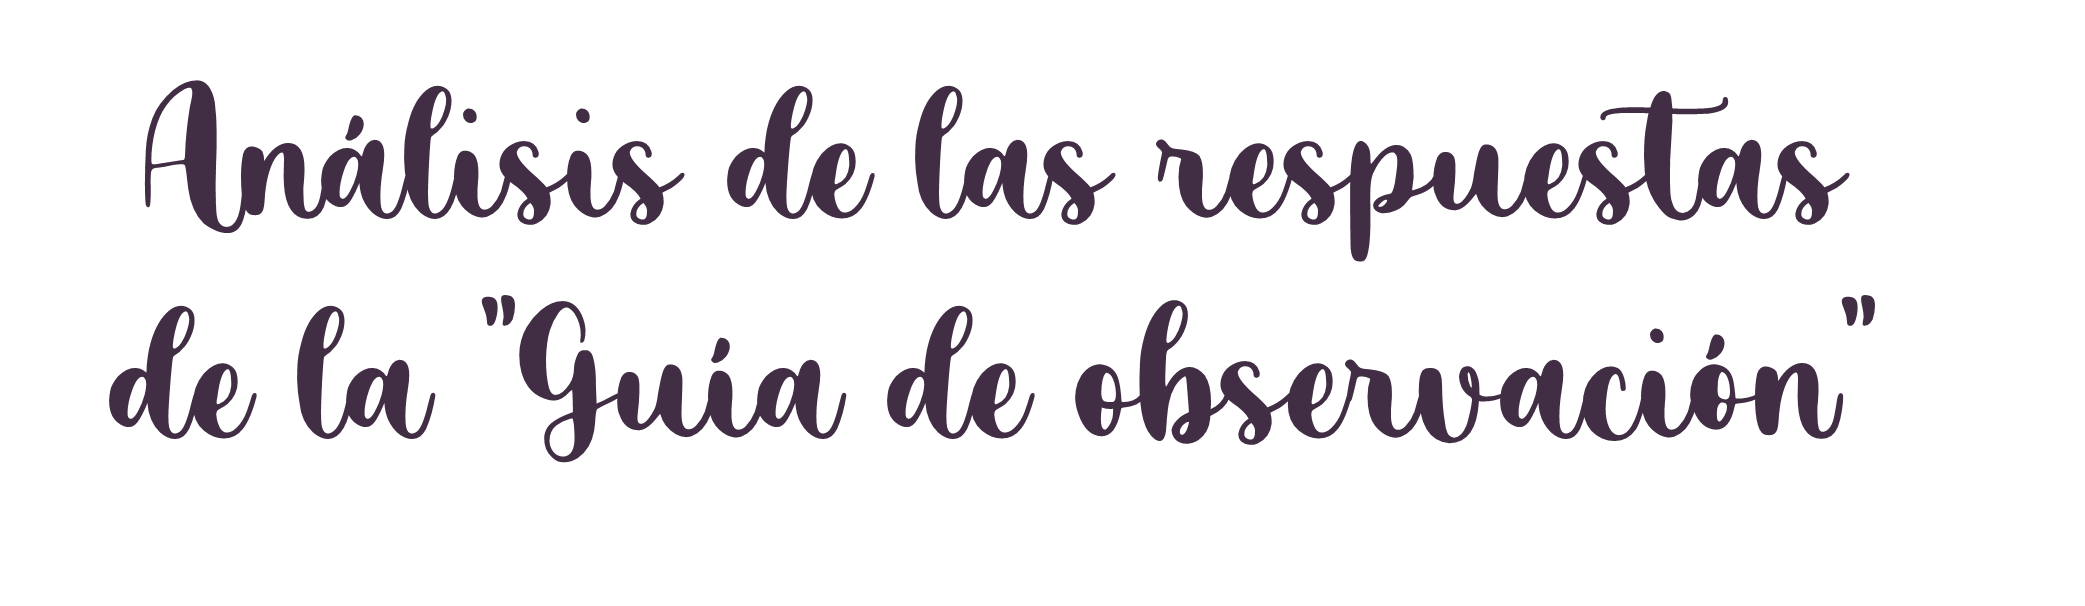 Análisis de las respuestas
de la "Guía de observación"